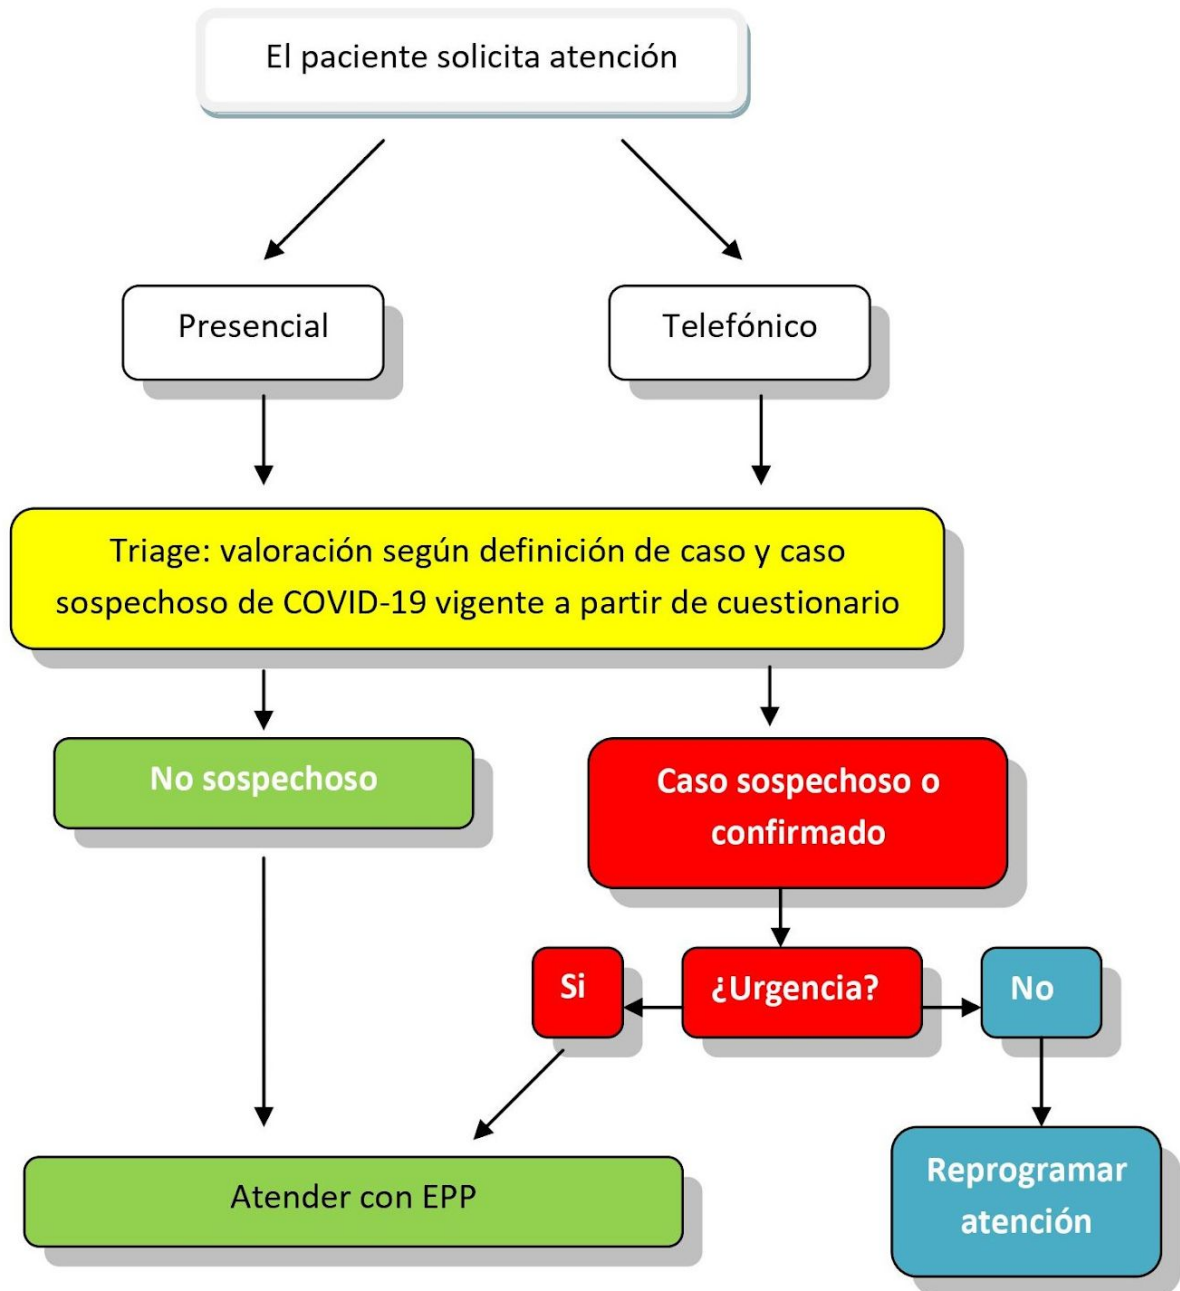 El paciente solicita atención
Presencial
Telefónico
Triage: valoración según definición de caso y caso
sospechoso de COVID-19 vigente a partir de cuestionario
No sospechoso
Caso sospechoso o
confirmado
Si
¿Urgencia?
No
Atender con EPP
Reprogramar
atención